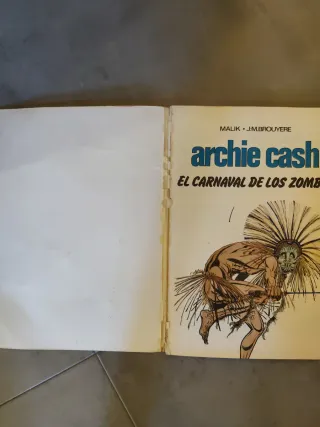 MALIK • J.M.BROUYERE
archie cash
EL CARNAVAL DE LOS ZOMB